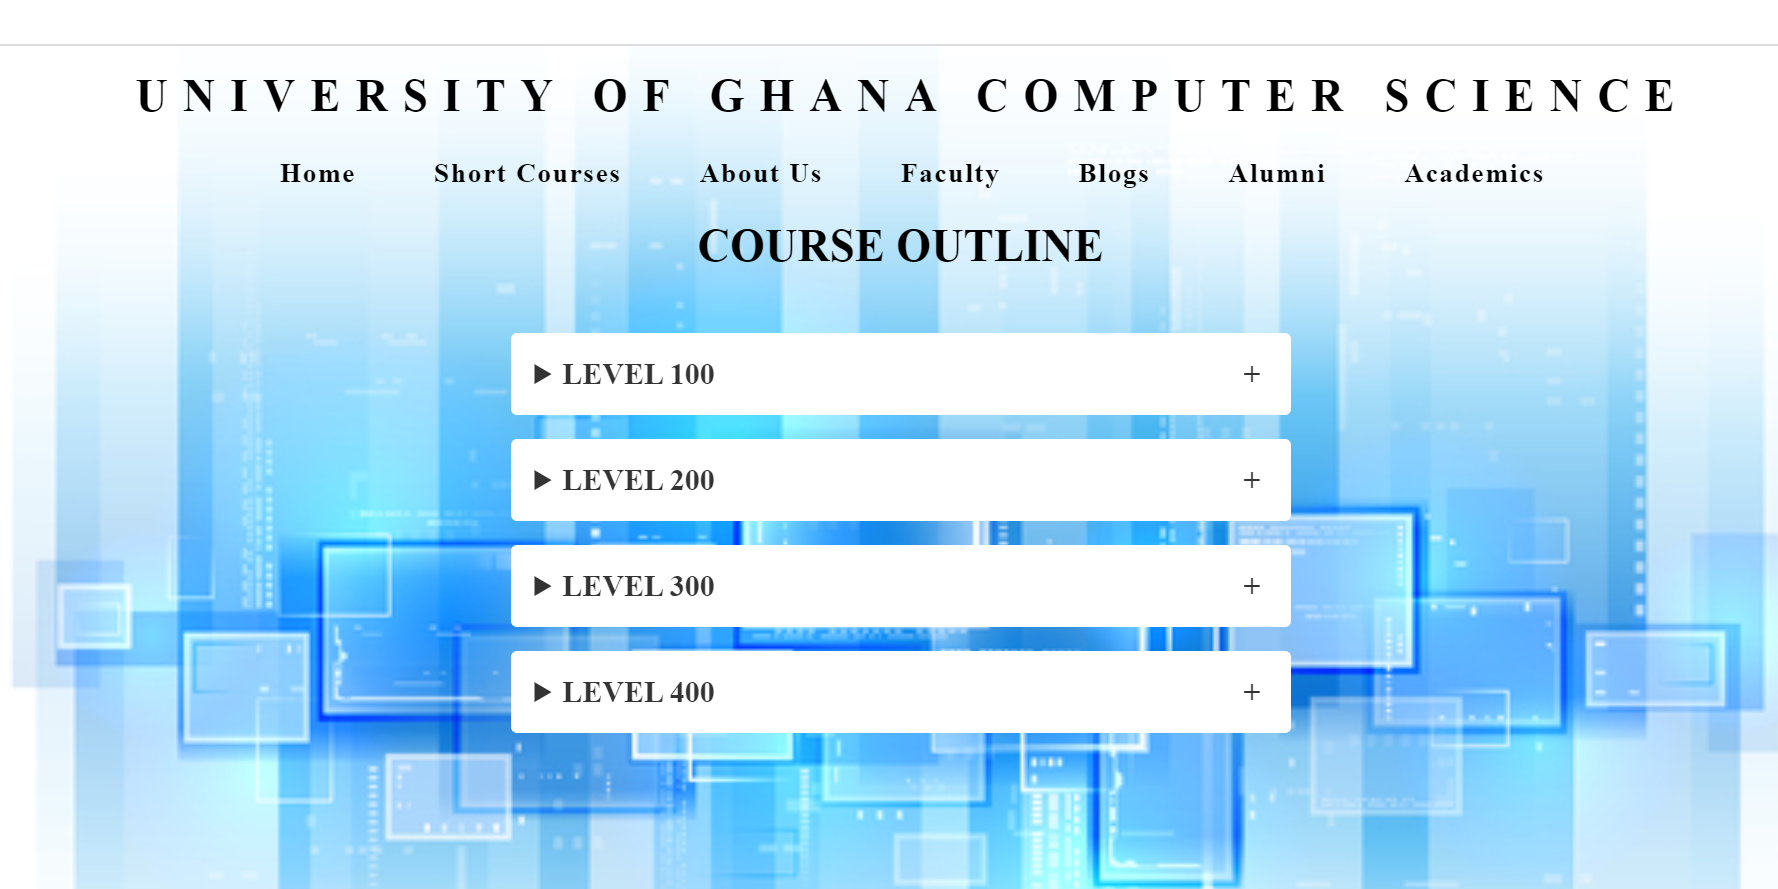 UNIVERSITY OF GHANA COMPUTER SCIENCE
Home Short Courses About Us Faculty Blogs Alumni Academics
COURSE OUTLINE
▶ LEVEL 100 +
▶ LEVEL 200 +
▶ LEVEL 300 +
▶ LEVEL 400 +